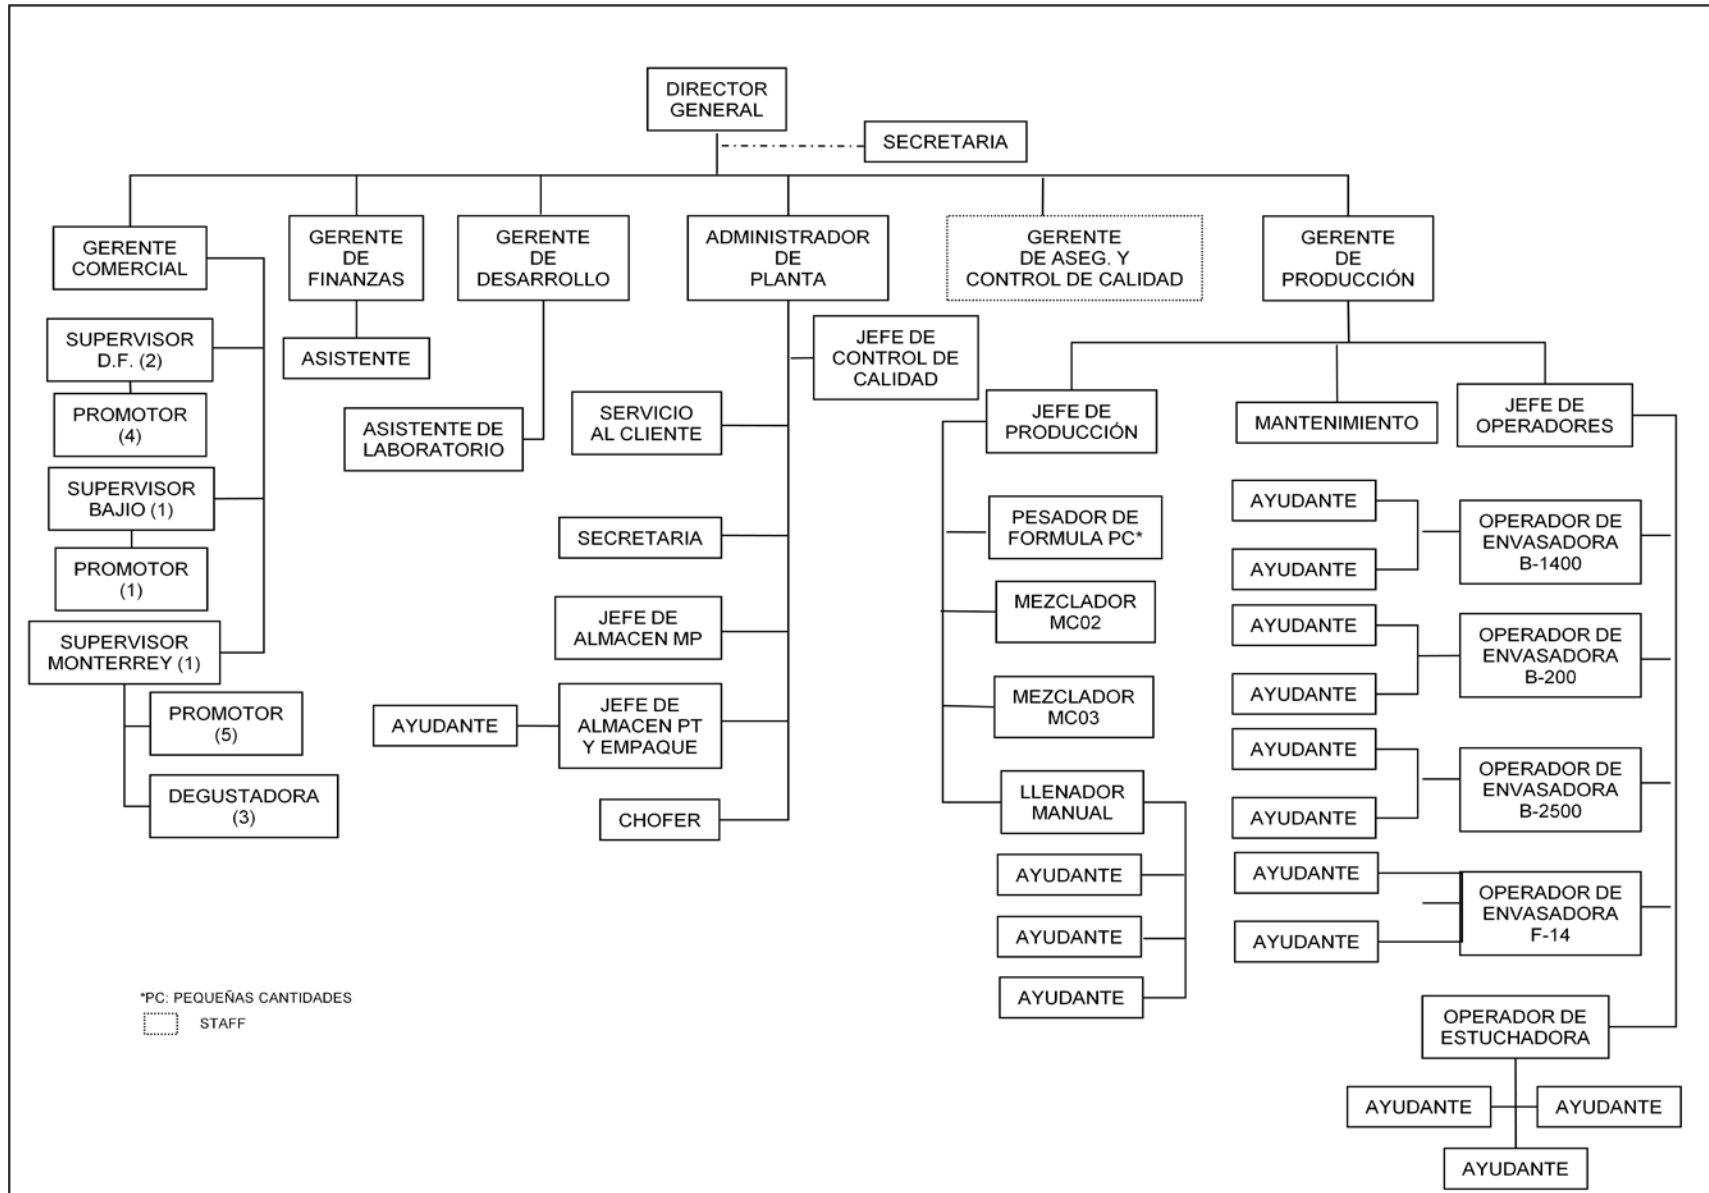 DIRECTOR
GENERAL
SECRETARIA
GERENTE
COMERCIAL
GERENTE
DE
FINANZAS
GERENTE
DE
DESARROLLO
ADMINISTRADOR
DE
PLANTA
GERENTE
DE ASEG. Y
CONTROL DE CALIDAD
GERENTE
DE
PRODUCCIÓN
SUPERVISOR
D.F. (2)
PROMOTOR
(4)
SUPERVISOR
BAJIO (1)
PROMOTOR
(1)
SUPERVISOR
MONTERREY (1)
PROMOTOR
(5)
DEGUSTADORA
(3)
ASISTENTE
ASISTENTE DE
LABORATORIO
JEFE DE
CONTROL DE
CALIDAD
SERVICIO
AL CLIENTE
SECRETARIA
JEFE DE
ALMACEN MP
AYUDANTE
JEFE DE
ALMACEN PT
Y EMPAQUE
CHOFER
JEFE DE
PRODUCCIÓN
PESADOR DE
FORMULA PC*
MEZCLADOR
MC02
MEZCLADOR
MC03
LLENADOR
MANUAL
AYUDANTE
AYUDANTE
AYUDANTE
MANTENIMIENTO
JEFE DE
OPERADORES
AYUDANTE
AYUDANTE
OPERADOR DE
ENVASADORA
B-1400
AYUDANTE
AYUDANTE
OPERADOR DE
ENVASADORA
B-200
AYUDANTE
AYUDANTE
OPERADOR DE
ENVASADORA
B-2500
AYUDANTE
AYUDANTE
OPERADOR DE
ENVASADORA
F-14
OPERADOR DE
ESTUCHADORA
AYUDANTE
AYUDANTE
AYUDANTE
*PC: PEQUEÑAS CANTIDADES
STAFF